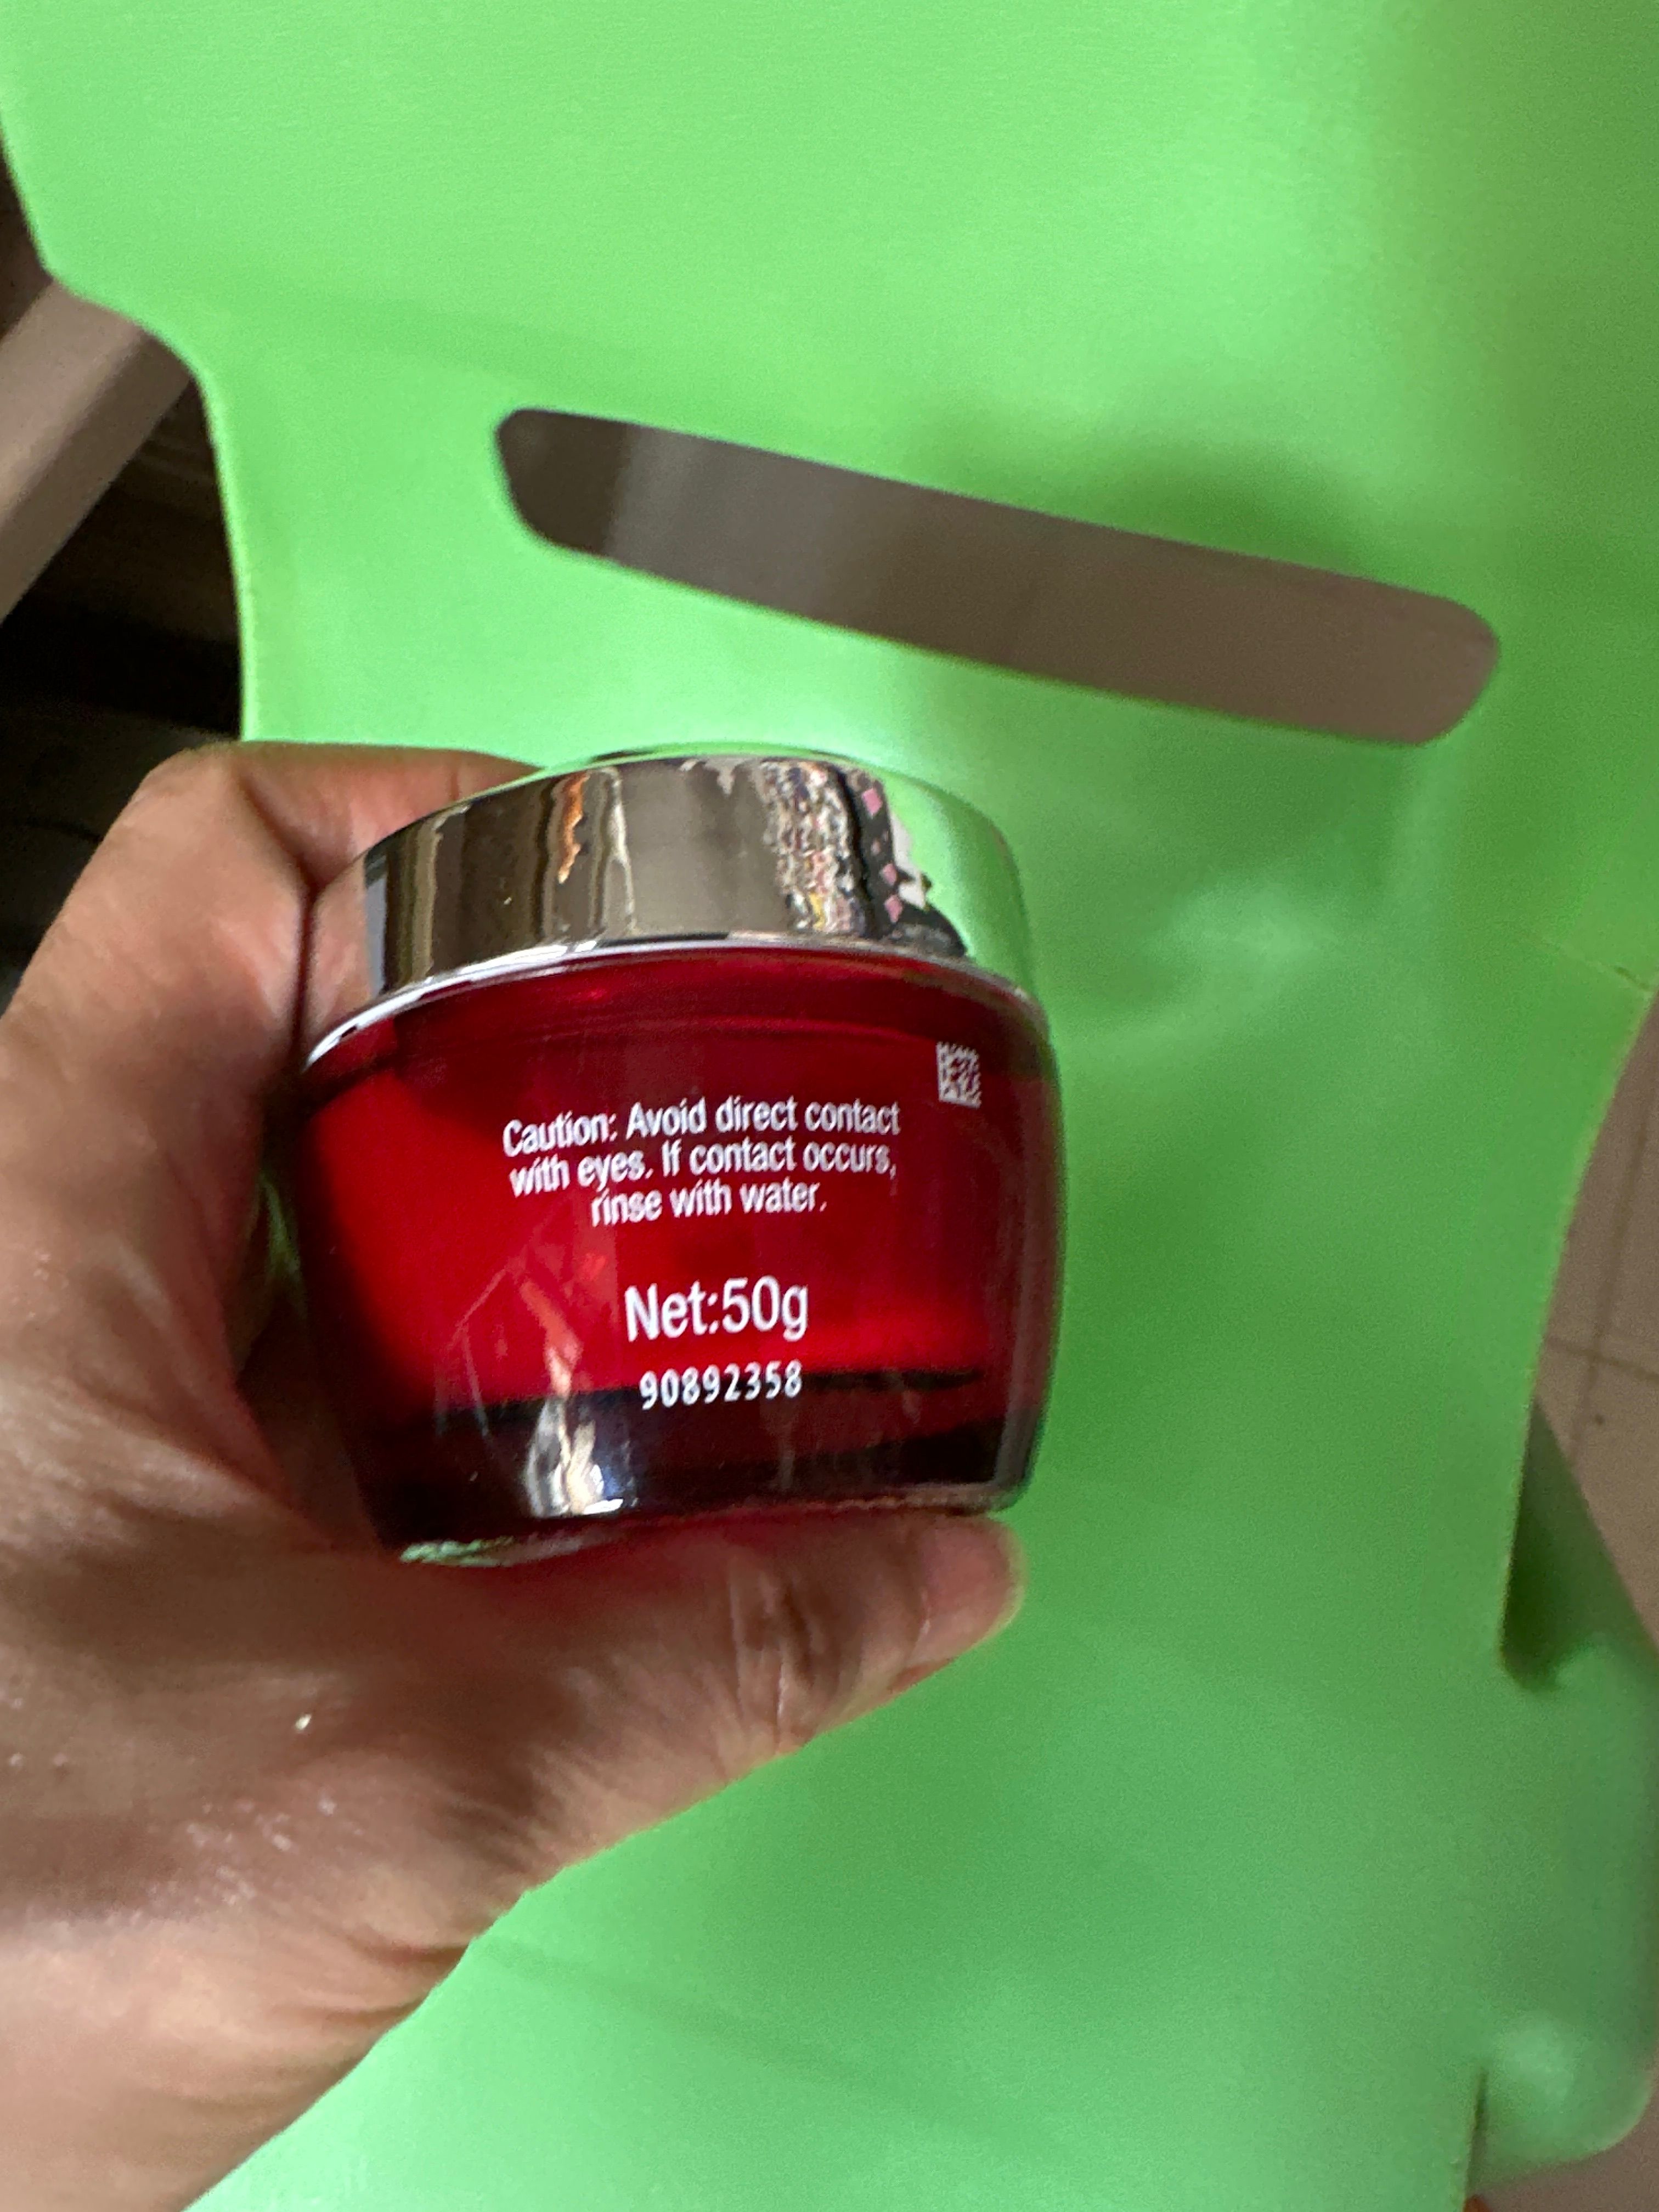 Caution: Avoid direct contact
with eyes. If contact occurs,
rinse with water.
Net:50g
90892358